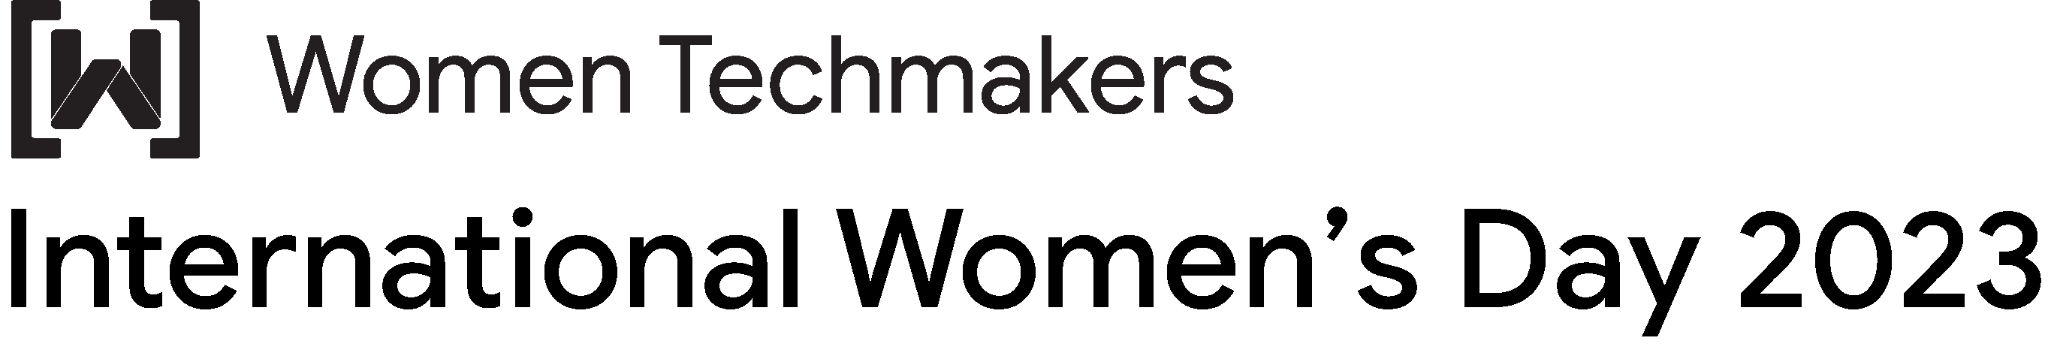 [W] Women Techmakers
International Women’s Day 2023